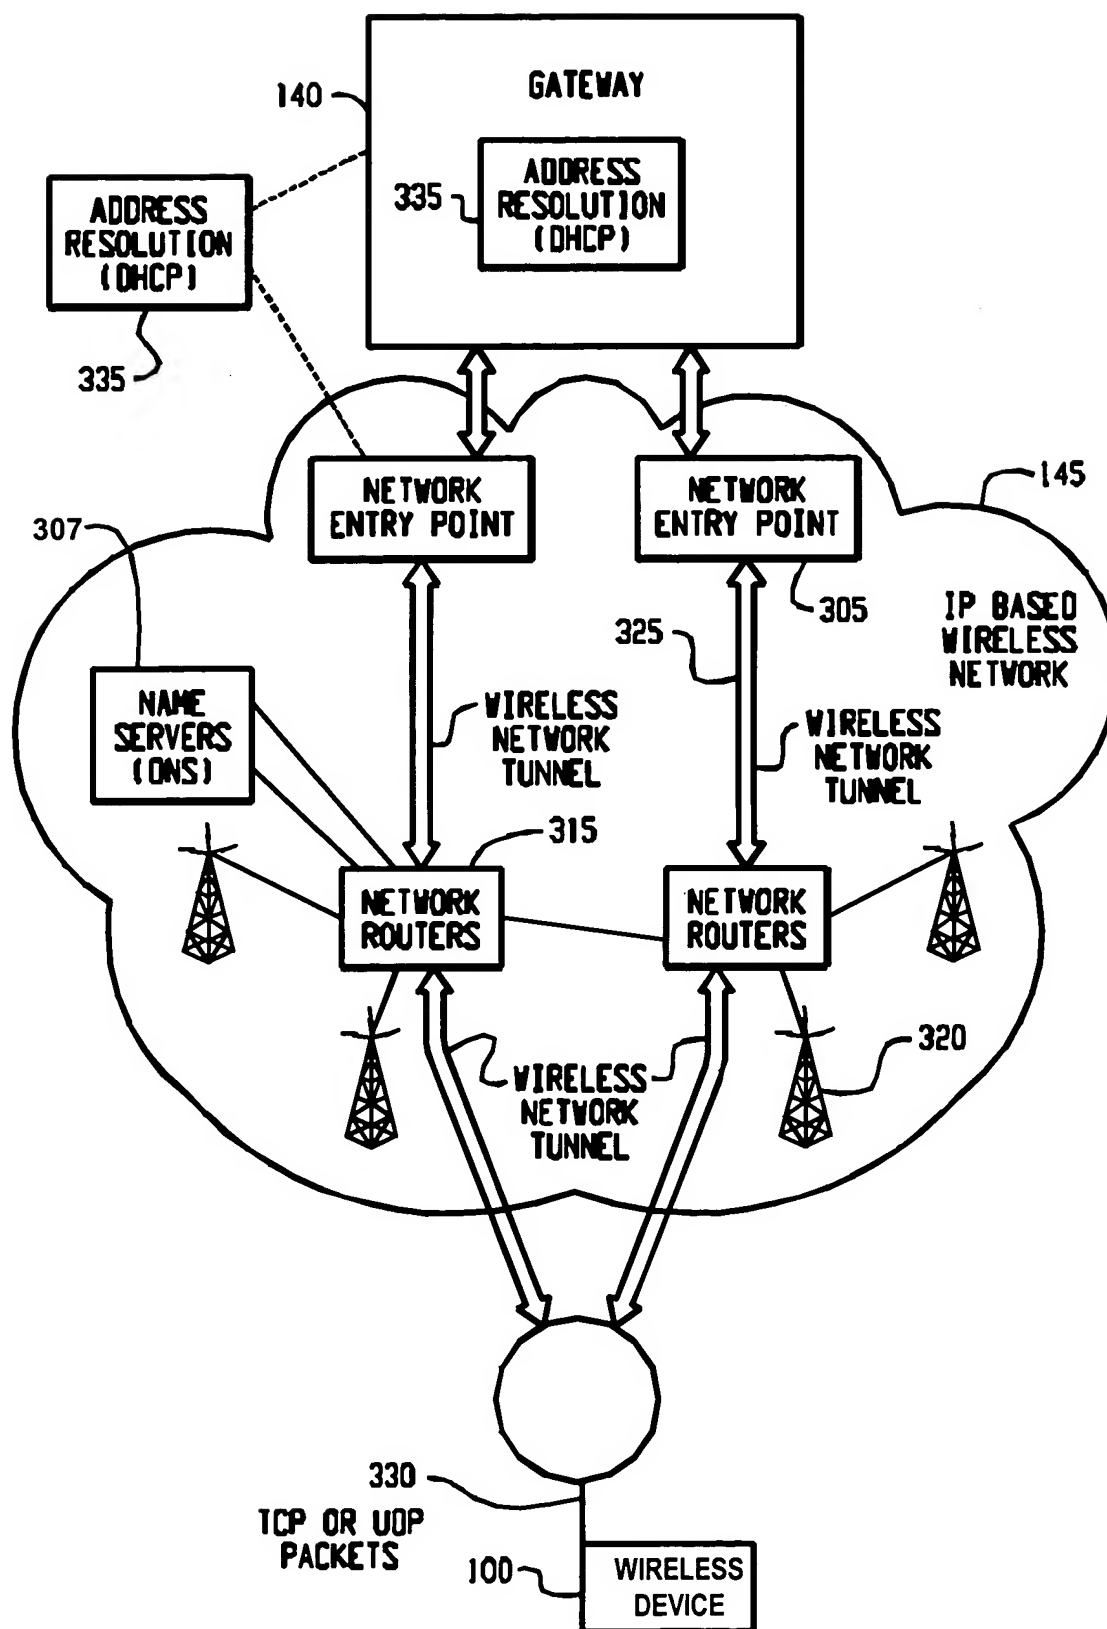 GATEWAY
140
ADDRESS
RESOLUTION
(DHCP)
335
ADDRESS
RESOLUTION
(DHCP)
335
NETWORK
ENTRY POINT
NETWORK
ENTRY POINT
145
307
305
325
IP BASED
WIRELESS
NETWORK
NAME
SERVERS
(DNS)
WIRELESS
NETWORK
TUNNEL
WIRELESS
NETWORK
TUNNEL
315
NETWORK
ROUTERS
NETWORK
ROUTERS
320
WIRELESS
NETWORK
TUNNEL
330
TCP OR UDP
PACKETS
100
WIRELESS
DEVICE